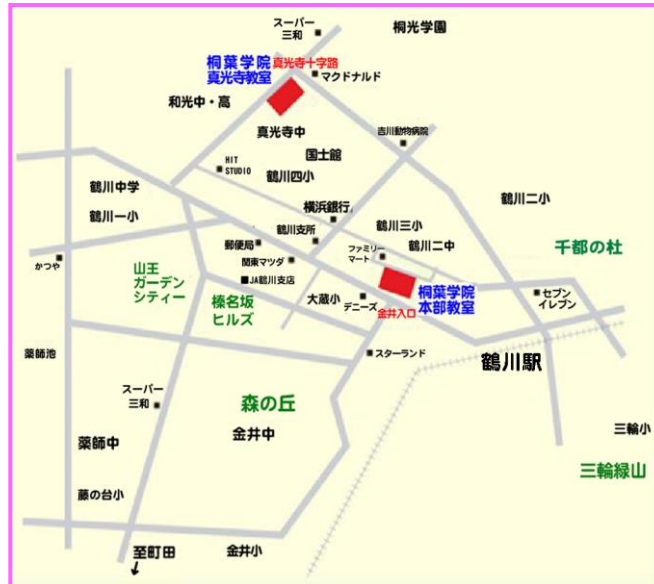 スーパー
三和
桐光学園
桐葉学院
真光寺教室
真光寺十字路
マクドナルド
和光中・高
真光寺中
吉川動物病院
国士館
HIT
STUDIO
鶴川四小
鶴川中学
鶴川二小
横浜銀行
鶴川一小
鶴川支所
鶴川三小
郵便局
ファミリー
マート
鶴川二中
千都の杜
かつや
関東マツダ
山王
ガーデン
シティー
JA鶴川支店
桐葉学院
本部教室
榛名坂
ヒルズ
大蔵小
デニーズ
金井入口
セブン
イレブン
薬師池
スターランド
鶴川駅
スーパー
三和
森の丘
金井中
三輪小
薬師中
三輪緑山
藤の台小
至町田
↓
金井小